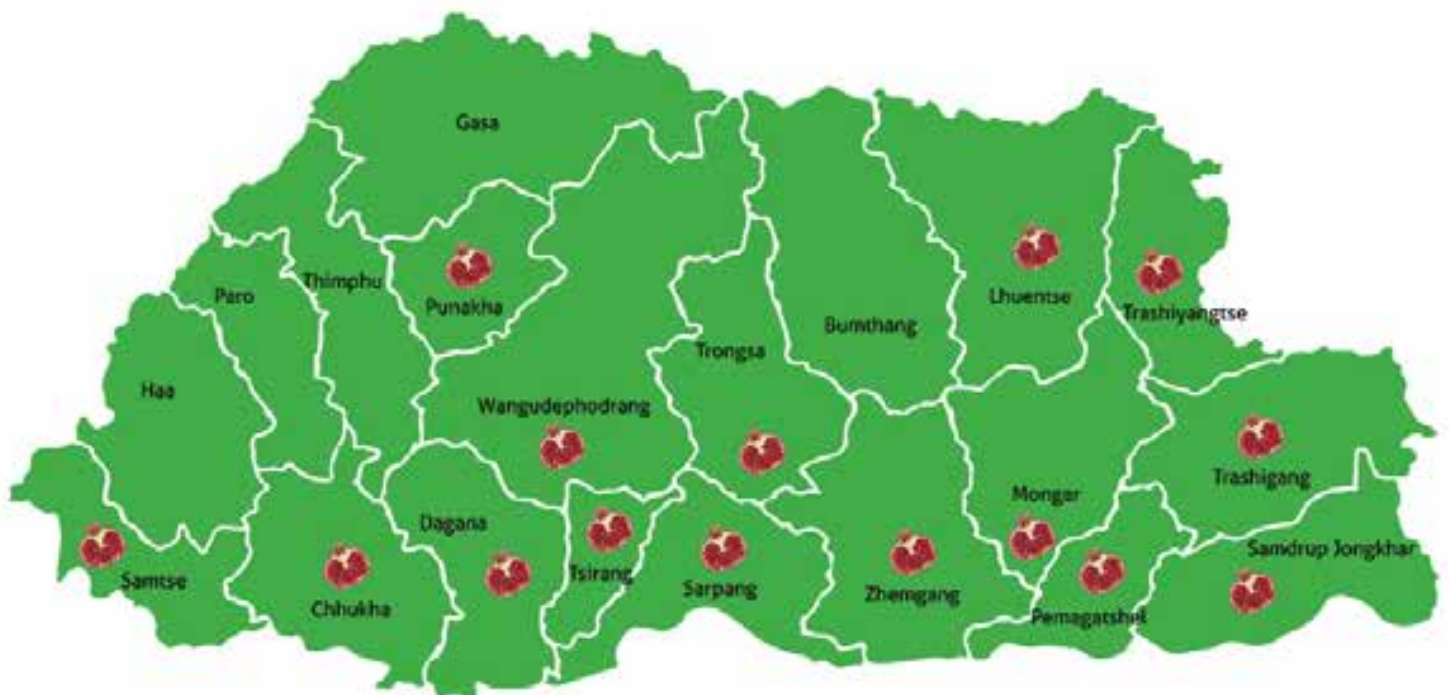 Gasa
Thimphu
Paro
Punakha
Lhuentse
Trashiyangtse
Bumthang
Trongsa
Haa
Wangudephodrang
Trashigang
Mongar
Dagana
Samdrup Jongkhar
Tsirang
Samtse
Sarpang
Zhemgang
Chhukha
Pemagatshel